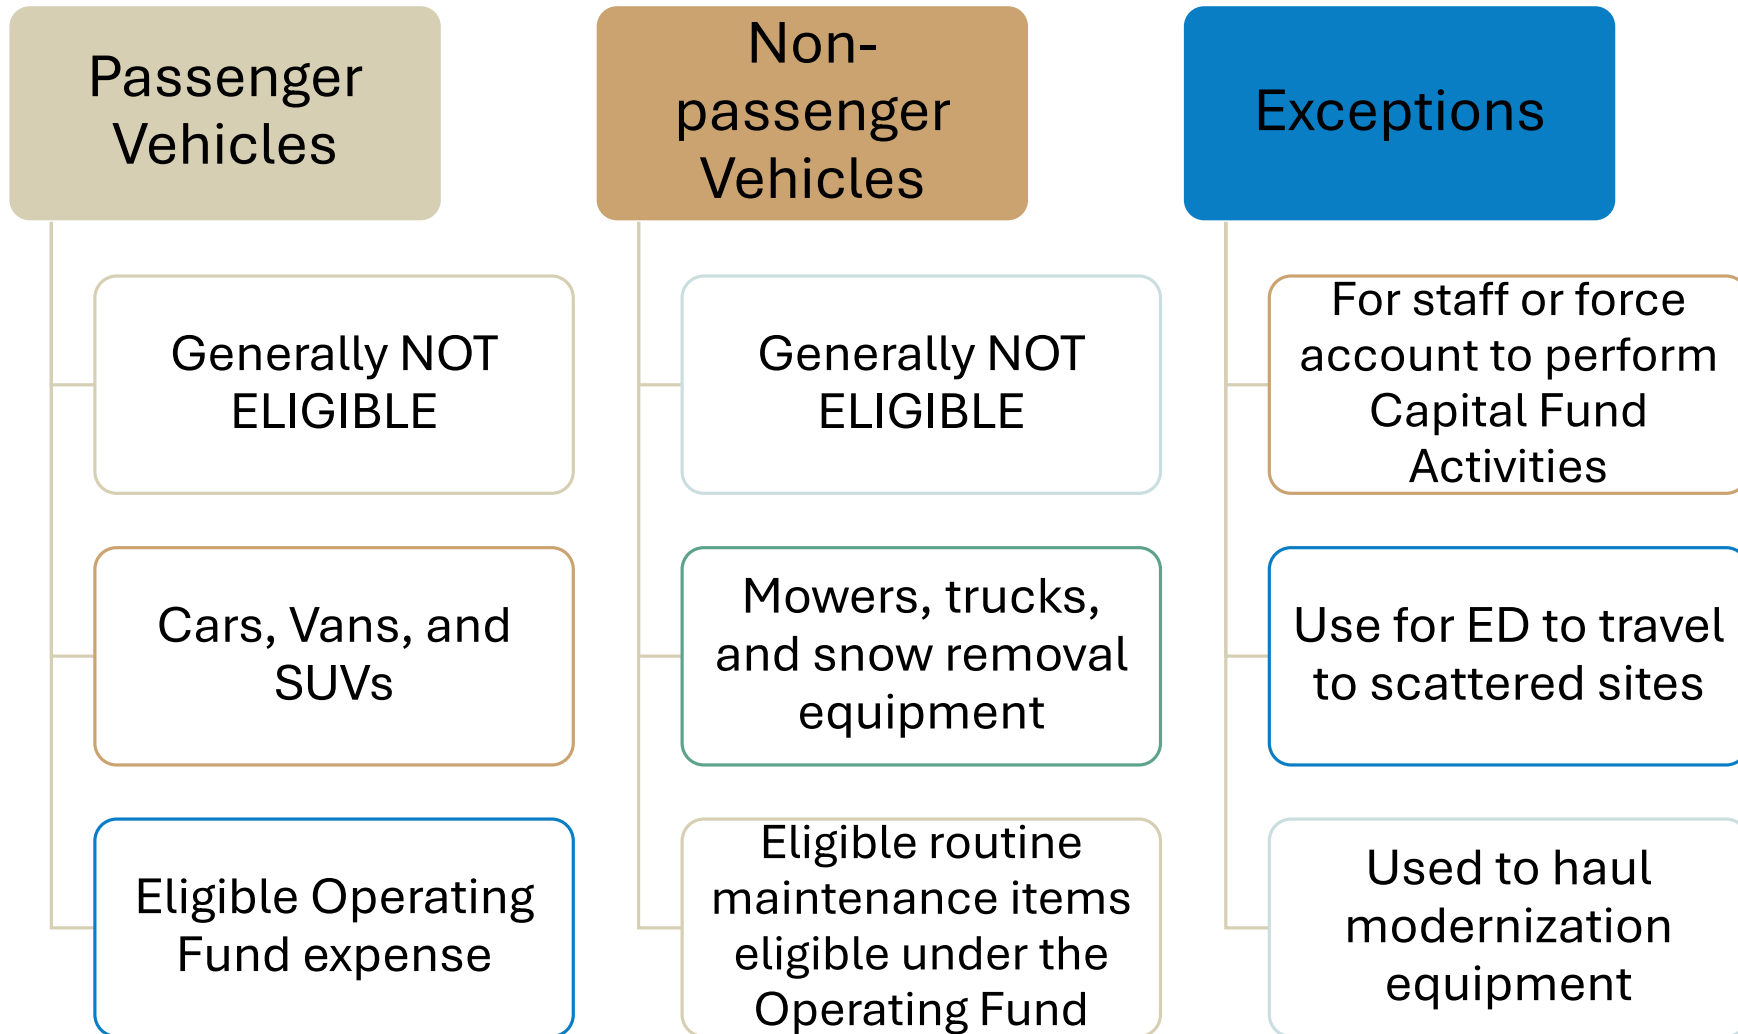 Passenger
Vehicles
Generally NOT
ELIGIBLE
Cars, Vans, and
SUVs
Eligible Operating
Fund expense
Non-
passenger
Vehicles
Generally NOT
ELIGIBLE
Mowers, trucks,
and snow removal
equipment
Eligible routine
maintenance items
eligible under the
Operating Fund
Exceptions
For staff or force
account to perform
Capital Fund
Activities
Use for ED to travel
to scattered sites
Used to haul
modernization
equipment